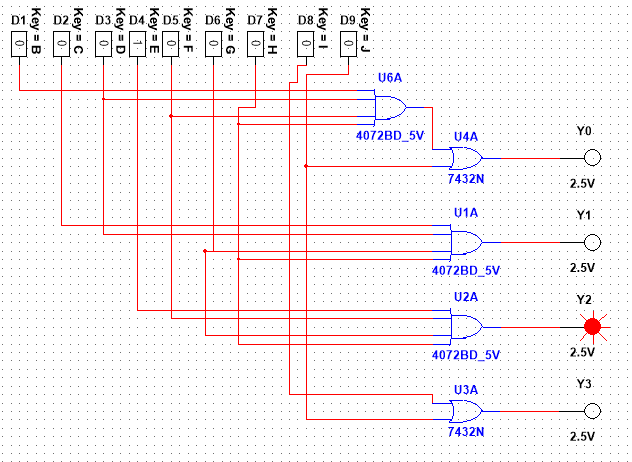 D1 D2 D3 D4 D5 D6 D7 D8 D9
Key = B
Key = C
Key = D
Key = E
Key = F
Key = G
Key = H
Key = I
Key = J
0 0 0 1 0 0 0 0 0
U6A
4072BD_5V
U4A
7432N
Y0
2.5V
U1A
4072BD_5V
Y1
2.5V
U2A
4072BD_5V
Y2
2.5V
U3A
7432N
Y3
2.5V